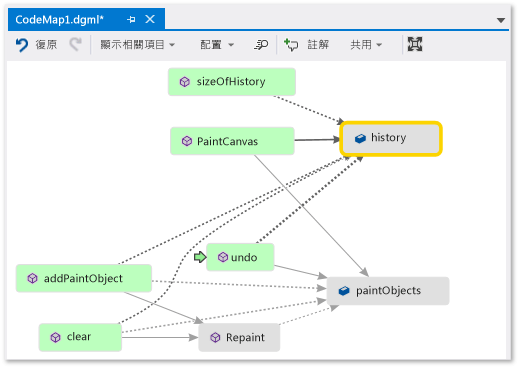 CodeMap1.dgml*
復原 顯示相關項目 配置 註解 共用
sizeOfHistory
history
PaintCanvas
undo
addPaintObject
paintObjects
clear
Repaint